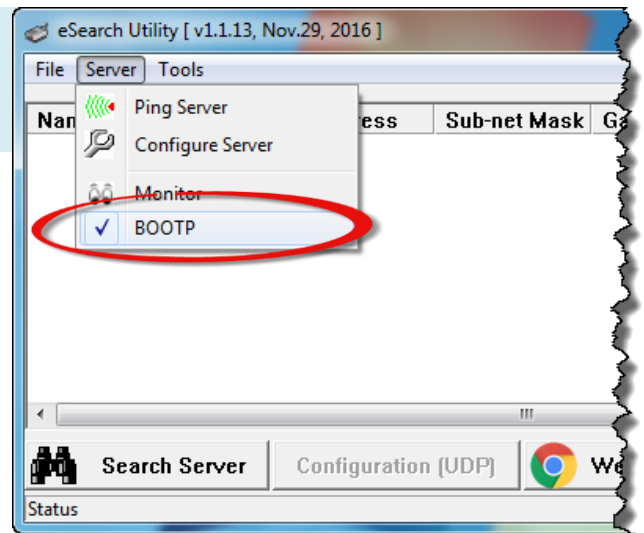 eSearch Utility [ v1.1.13, Nov.29, 2016 ]
File Server Tools
Ping Server
Sub-net Mask
Configure Server
Monitor
BOOTP
Search Server Configuration (UDP)
Status